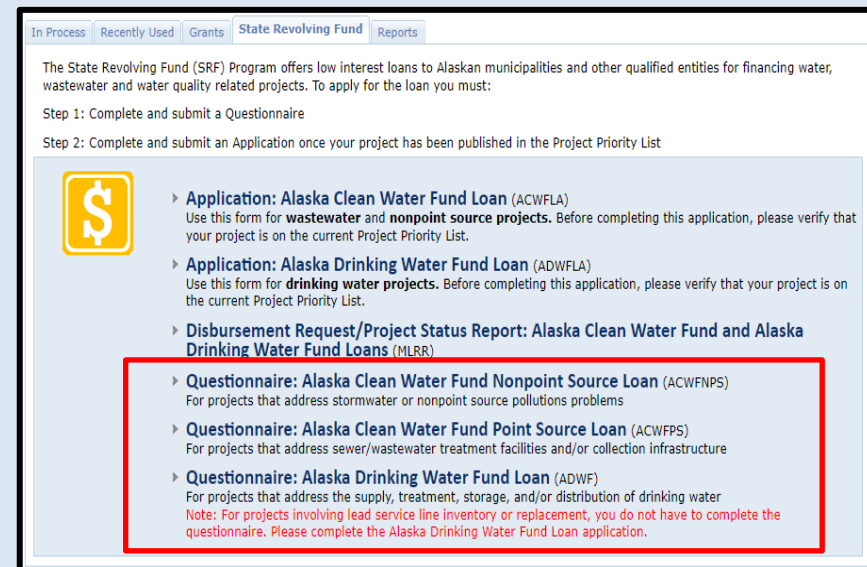 In Process Recently Used Grants State Revolving Fund Reports
The State Revolving Fund (SRF) Program offers low interest loans to Alaskan municipalities and other qualified entities for financing water,
wastewater and water quality related projects. To apply for the loan you must:
Step 1: Complete and submit a Questionnaire
Step 2: Complete and submit an Application once your project has been published in the Project Priority List
$
Application: Alaska Clean Water Fund Loan (ACWFLA)
Use this form for wastewater and nonpoint source projects. Before completing this application, please verify that
your project is on the current Project Priority List.
Application: Alaska Drinking Water Fund Loan (ADWFLA)
Use this form for drinking water projects. Before completing this application, please verify that your project is on
the current Project Priority List.
Disbursement Request/Project Status Report: Alaska Clean Water Fund and Alaska
Drinking Water Fund Loans (MLRR)
Questionnaire: Alaska Clean Water Fund Nonpoint Source Loan (ACWFNPS)
For projects that address stormwater or nonpoint source pollutions problems
Questionnaire: Alaska Clean Water Fund Point Source Loan (ACWFPS)
For projects that address sewer/wastewater treatment facilities and/or collection infrastructure
Questionnaire: Alaska Drinking Water Fund Loan (ADWF)
For projects that address the supply, treatment, storage, and/or distribution of drinking water
Note: For projects involving lead service line inventory or replacement, you do not have to complete the
questionnaire. Please complete the Alaska Drinking Water Fund Loan application.